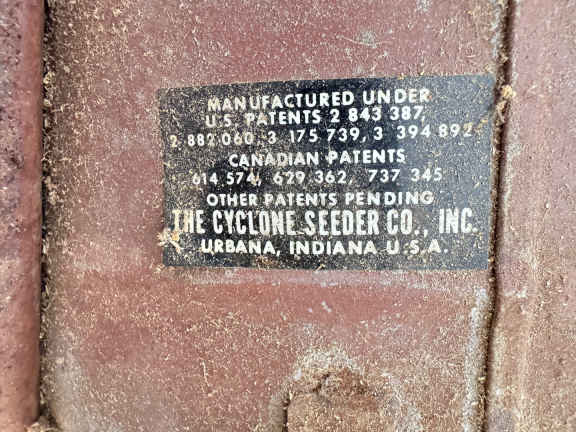 MANUFACTURED UNDER
U.S. PATENTS 2 843 387,
2 882 060, 3 175 739, 3 394 892
CANADIAN PATENTS
614 574, 629 362, 737 345
OTHER PATENTS PENDING
THE CYCLONE SEEDER CO., INC.
URBANA, INDIANA U.S.A.